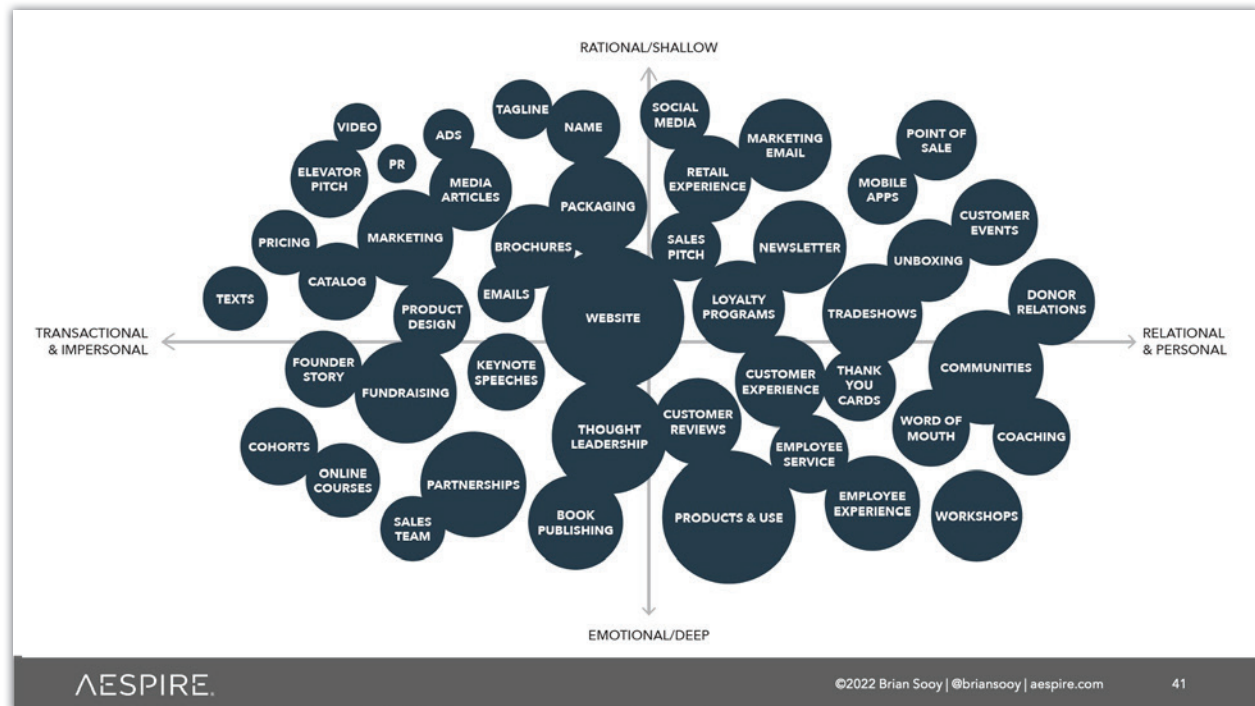 RATIONAL/SHALLOW
TAGLINE
NAME
SOCIAL
MEDIA
MARKETING
EMAIL
POINT OF
SALE
VIDEO
ADS
PR
ELEVATOR
PITCH
MEDIA
ARTICLES
RETAIL
EXPERIENCE
MOBILE
APPS
PACKAGING
CUSTOMER
EVENTS
PRICING
MARKETING
BROCHURES
SALES
PITCH
NEWSLETTER
UNBOXING
CATALOG
EMAILS
TEXTS
PRODUCT
DESIGN
WEBSITE
LOYALTY
PROGRAMS
TRADESHOWS
DONOR
RELATIONS
TRANSACTIONAL
& IMPERSONAL
RELATIONAL
& PERSONAL
FOUNDER
STORY
FUNDRAISING
KEYNOTE
SPEECHES
CUSTOMER
EXPERIENCE
THANK
YOU
CARDS
COMMUNITIES
COHORTS
THOUGHT
LEADERSHIP
CUSTOMER
REVIEWS
WORD OF
MOUTH
COACHING
ONLINE
COURSES
PARTNERSHIPS
EMPLOYEE
SERVICE
SALES
TEAM
BOOK
PUBLISHING
PRODUCTS & USE
EMPLOYEE
EXPERIENCE
WORKSHOPS
EMOTIONAL/DEEP
AESPIRE®
©2022 Brian Sooy | @briansooy | aespire.com
41